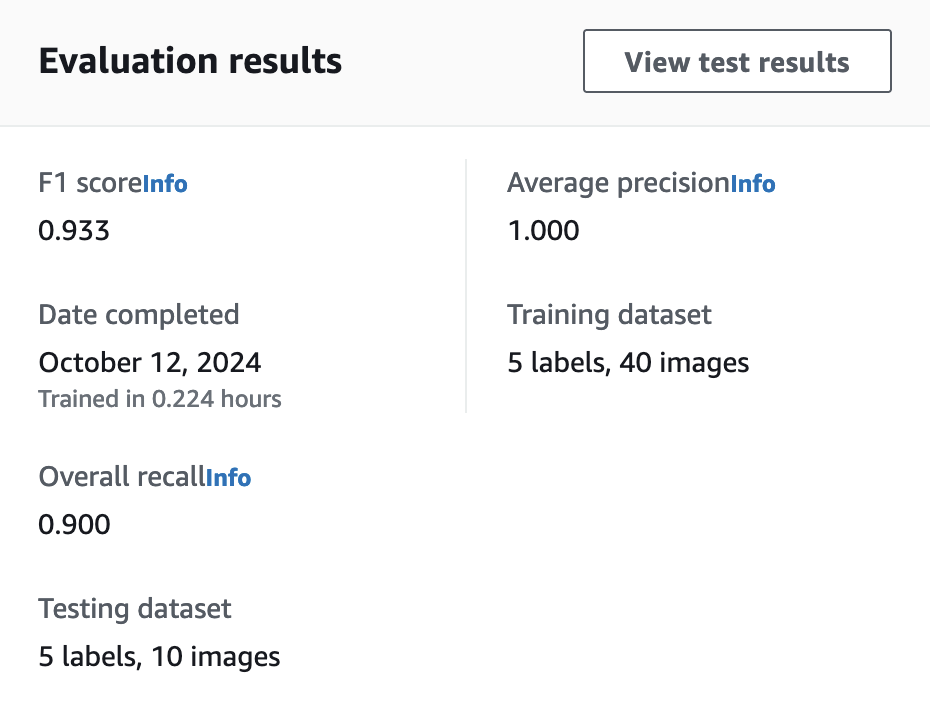 Evaluation results
View test results
F1 scoreInfo
0.933
Average precisionInfo
1.000
Date completed
October 12, 2024
Trained in 0.224 hours
Training dataset
5 labels, 40 images
Overall recallInfo
0.900
Testing dataset
5 labels, 10 images